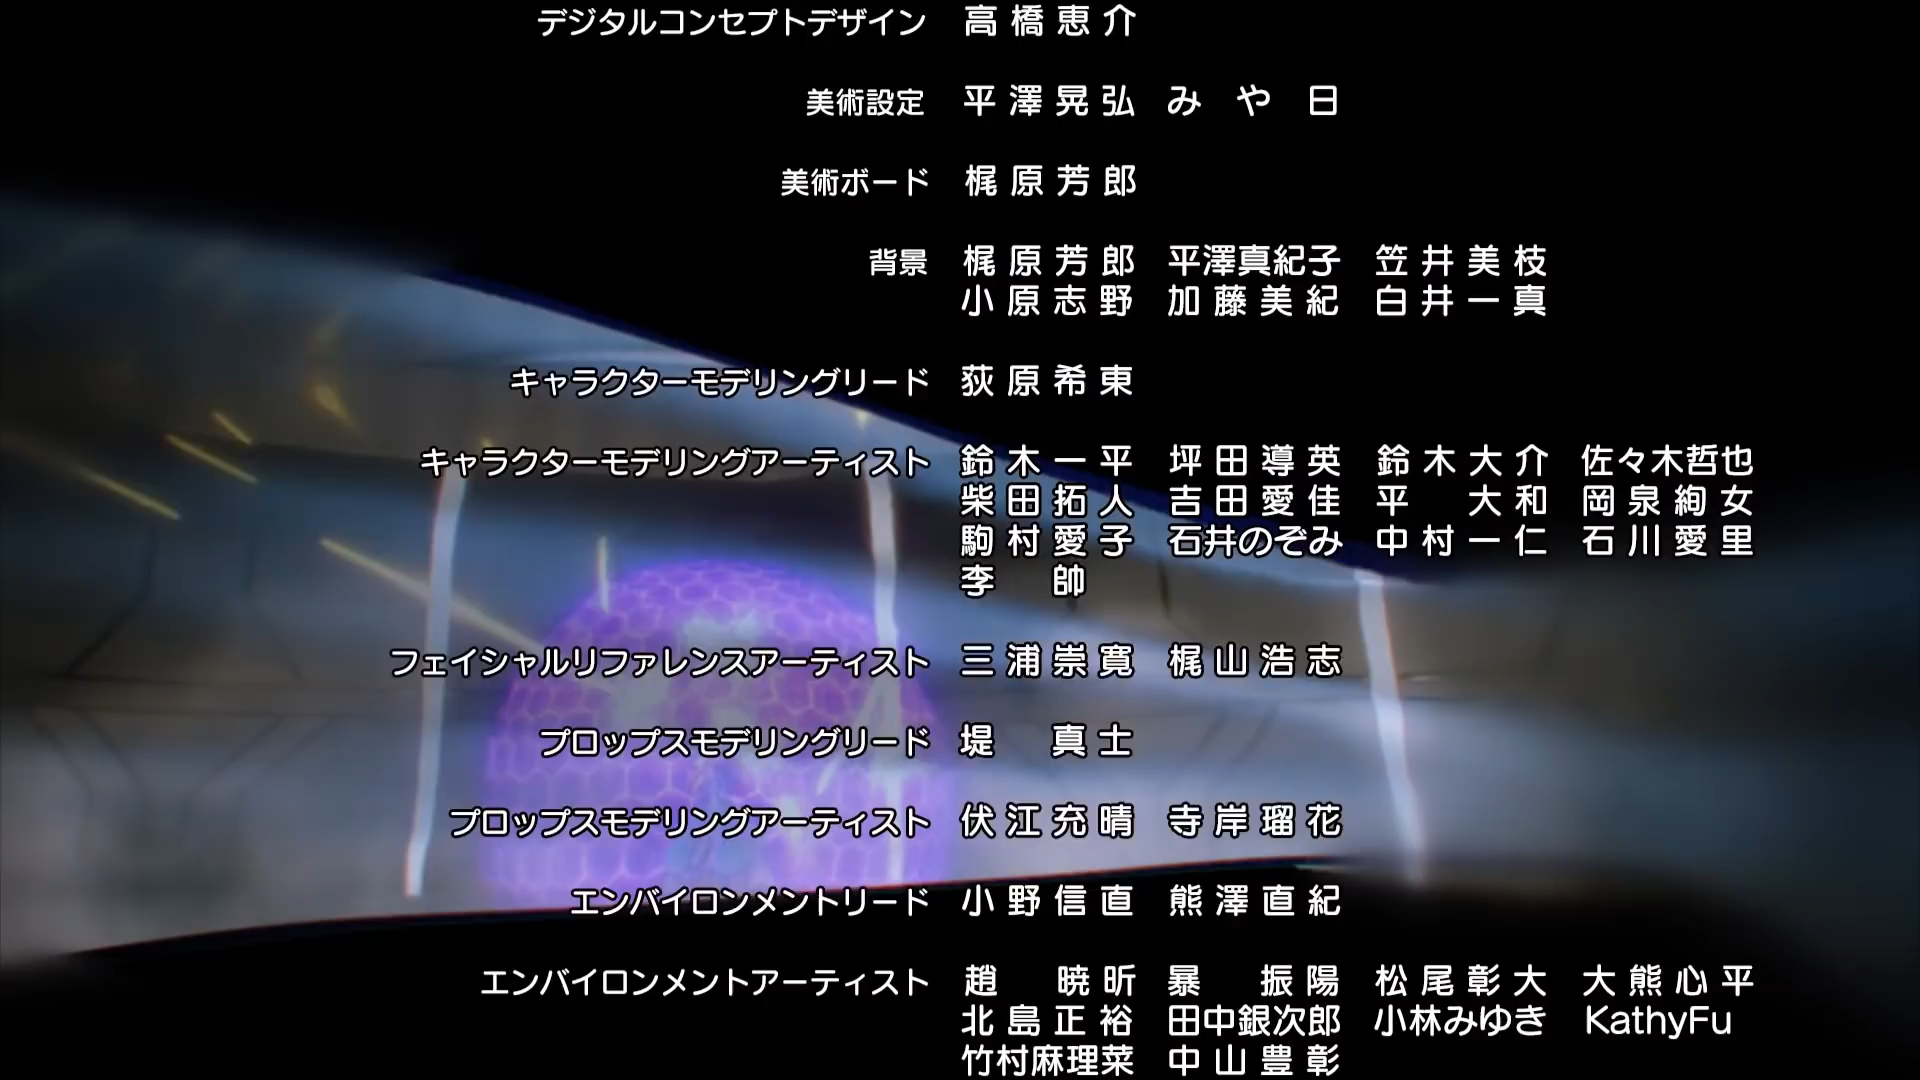 デジタルコンセプトデザイン 高橋恵介
美術設定 平澤晃弘 みや日
美術ボード 梶原芳郎
背景 梶原芳郎 平澤真紀子 笠井美枝
小原志野 加藤美紀 白井一真
キャラクターモデリングリード 荻原希東
キャラクターモデリングアーティスト 鈴木一平 坪田導英 鈴木大介 佐々木哲也
柴田拓人 吉田愛佳 平 大和 岡泉絢女
駒村愛子 石井のぞみ 中村一仁 石川愛里
李 帥
フェイシャルリファレンスアーティスト 三浦崇寛 梶山浩志
プロップスモデリングリード 堤 真士
プロップスモデリングアーティスト 伏江充晴 寺岸瑠花
エンバイロンメントリード 小野信直 熊澤直紀
エンバイロンメントアーティスト 趙 暁昕 暴 振陽 松尾彰大 大熊心平
北島正裕 田中銀次郎 小林みゆき KathyFu
竹村麻理菜 中山豊彰